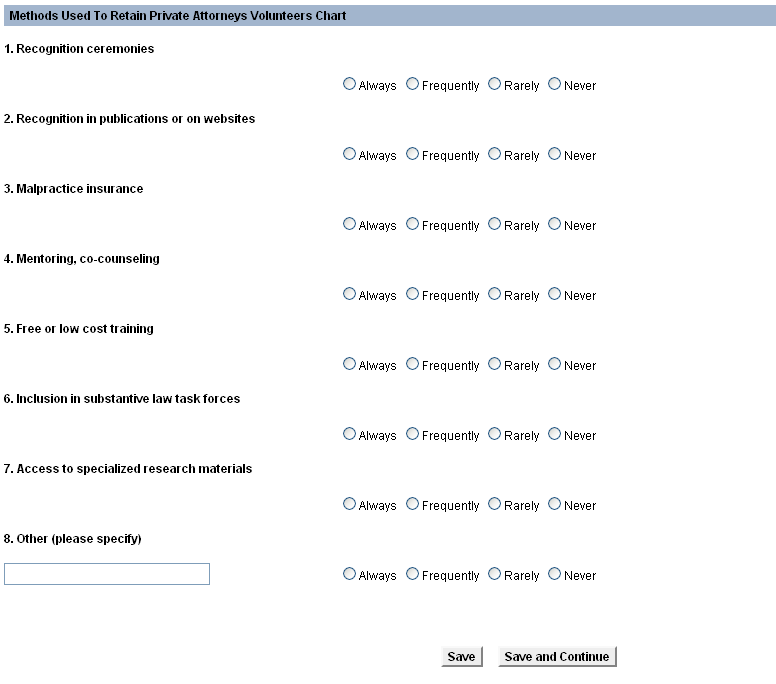 Methods Used To Retain Private Attorneys Volunteers Chart
1. Recognition ceremonies
Always Frequently Rarely Never
2. Recognition in publications or on websites
Always Frequently Rarely Never
3. Malpractice insurance
Always Frequently Rarely Never
4. Mentoring, co-counseling
Always Frequently Rarely Never
5. Free or low cost training
Always Frequently Rarely Never
6. Inclusion in substantive law task forces
Always Frequently Rarely Never
7. Access to specialized research materials
Always Frequently Rarely Never
8. Other (please specify)
Always Frequently Rarely Never
Save Save and Continue